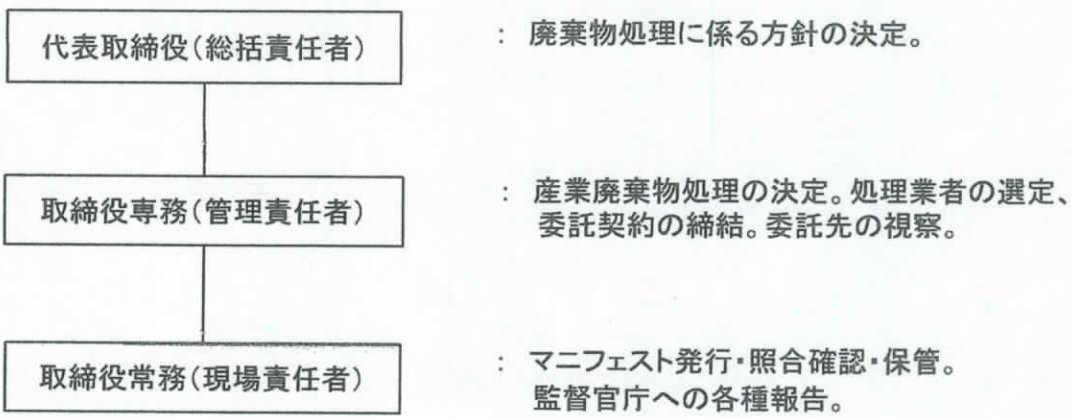 代表取締役(総括責任者)
: 廃棄物処理に係る方針の決定。
取締役専務(管理責任者)
: 産業廃棄物処理の決定。処理業者の選定、
委託契約の締結。委託先の視察。
取締役常務(現場責任者)
: マニフェスト発行・照合確認・保管。
監督官庁への各種報告。